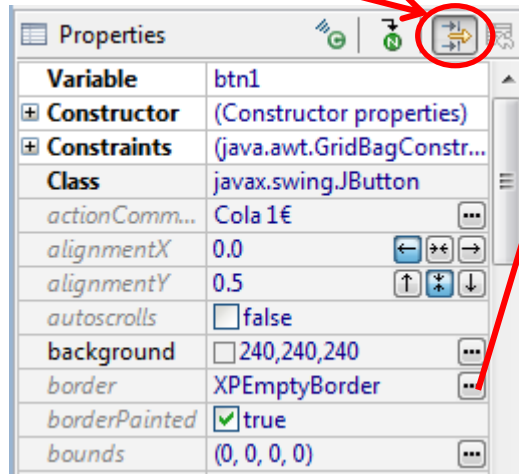 Properties
Variable btn1
Constructor (Constructor properties)
Constraints (java.awt.GridBagConstr...
Class javax.swing.JButton
actionComm... Cola 1€
alignmentX 0.0
alignmentY 0.5
autoscrolls false
background 240,240,240
border XPEmptyBorder
borderPainted true
bounds (0, 0, 0, 0)